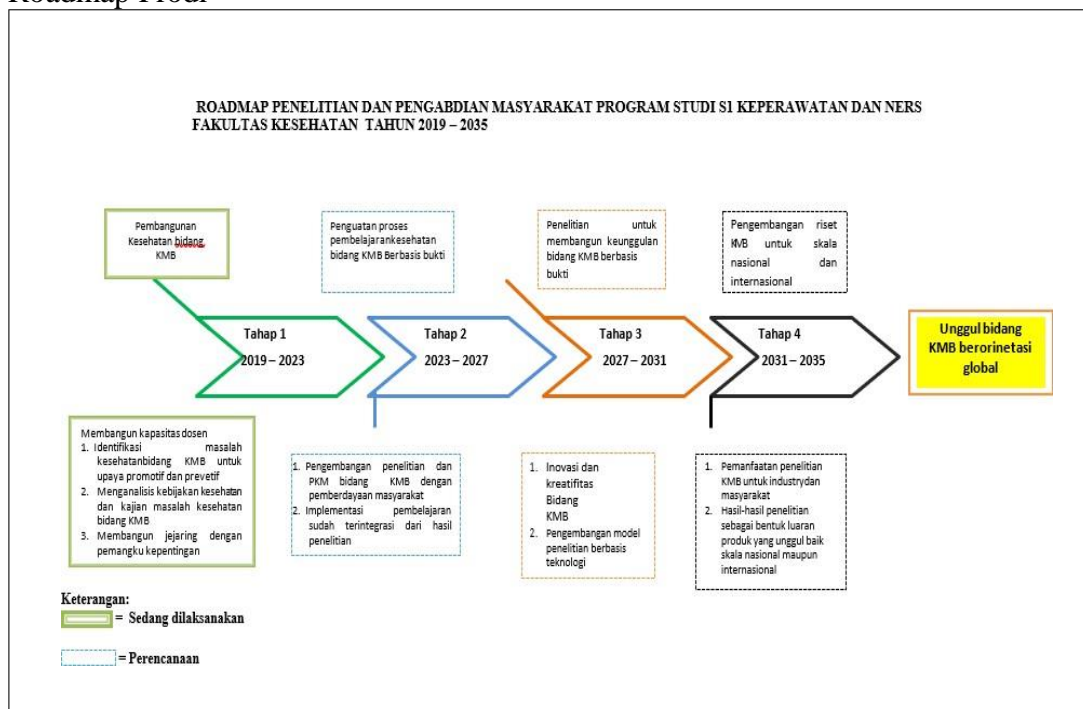 Roadmap Prodi
ROADMAP PENELITIAN DAN PENGABDIAN MASYARAKAT PROGRAM STUDI S1 KEPERAWATAN DAN NERS
FAKULTAS KESEHATAN TAHUN 2019 – 2035
Pembangunan
Kesehatan bidang
KMB
Penguatan proses
pembelajarankesehatan
bidang KMB Berbasis bukti
Penelitian untuk
membangun keunggulan
bidang KMB berbasis
bukti
Pengembangan riset
KMB untuk skala
nasional dan
internasional
Tahap 1
2019 – 2023
Tahap 2
2023 – 2027
Tahap 3
2027 – 2031
Tahap 4
2031 – 2035
Unggul bidang
KMB berorinetasi
global
Membangun kapasitas dosen
1. Identifikasi masalah
kesehatanbidang KMB untuk
upaya promotif dan prevetif
2. Menganalisis kebijakan kesehatan
dan kajian masalah kesehatan
bidang KMB
3. Membangun jejaring dengan
pemangku kepentingan
1. Pengembangan penelitian dan
PKM bidang KMB dengan
pemberdayaan masyarakat
2. Implementasi pembelajaran
sudah terintegrasi dari hasil
penelitian
1. Inovasi dan
kreatifitas
Bidang
KMB
2. Pengembangan model
penelitian berbasis
teknologi
1. Pemanfaatan penelitian
KMB untuk industrydan
masyarakat
2. Hasil-hasil penelitian
sebagai bentuk luaran
produk yang unggul baik
skala nasional maupun
internasional
Keterangan:
= Sedang dilaksanakan
= Perencanaan